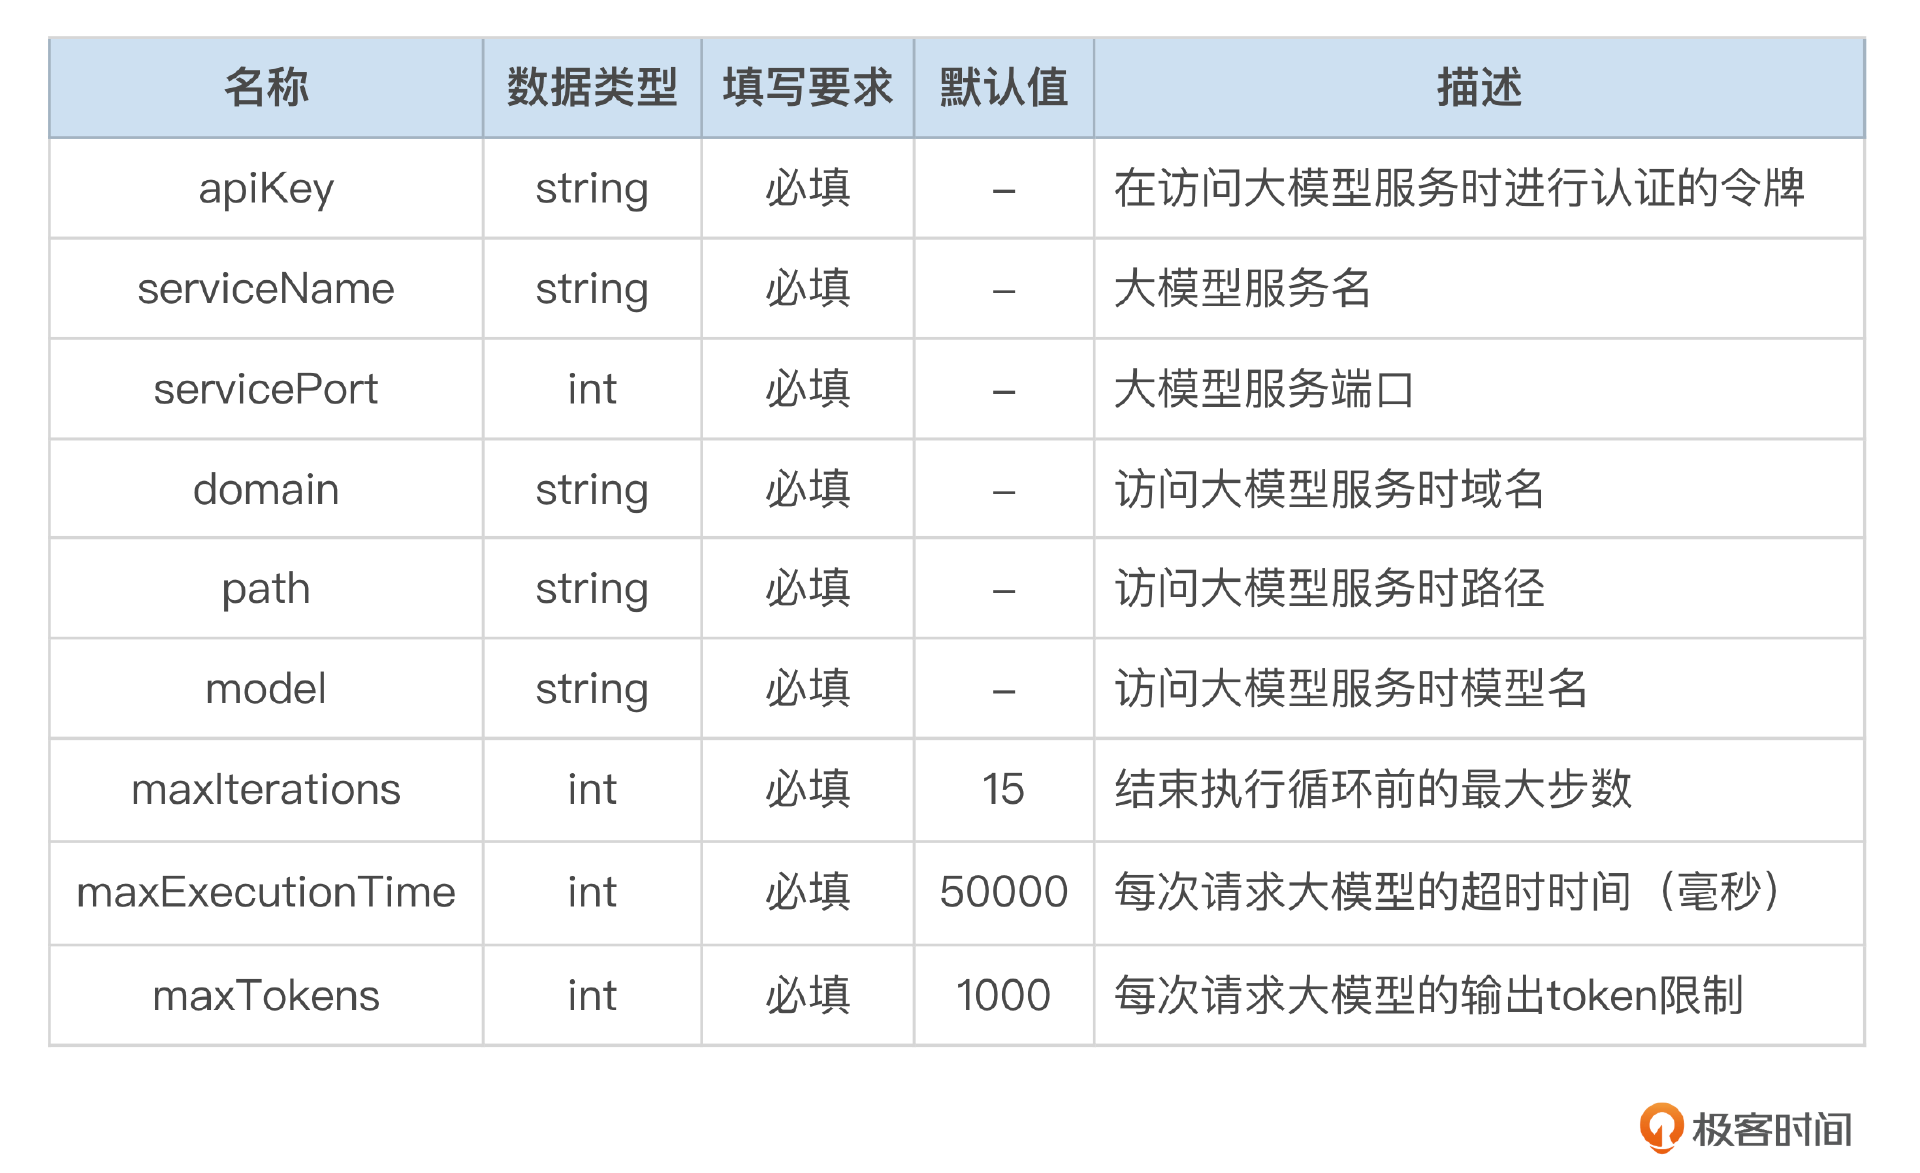 名称 数据类型 填写要求 默认值 描述
apiKey string 必填 – 在访问大模型服务时进行认证的令牌
serviceName string 必填 – 大模型服务名
servicePort int 必填 – 大模型服务端口
domain string 必填 – 访问大模型服务时域名
path string 必填 – 访问大模型服务时路径
model string 必填 – 访问大模型服务时模型名
maxIterations int 必填 15 结束执行循环前的最大步数
maxExecutionTime int 必填 50000 每次请求大模型的超时时间（毫秒）
maxTokens int 必填 1000 每次请求大模型的输出token限制
极客时间